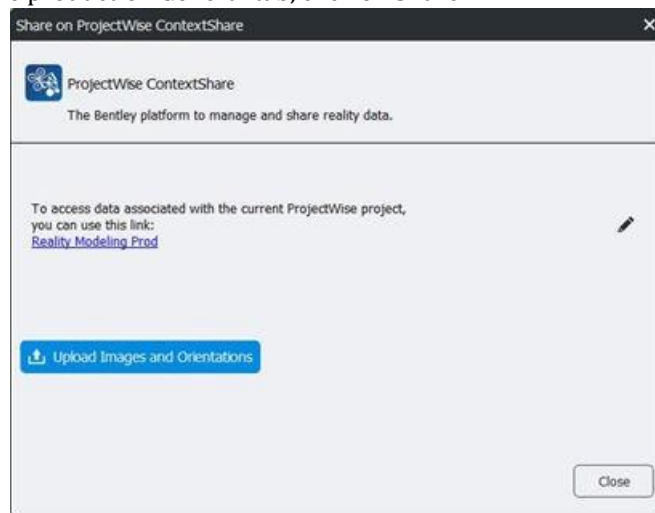 Share on ProjectWise ContextShare
ProjectWise ContextShare
The Bentley platform to manage and share reality data.
To access data associated with the current ProjectWise project,
you can use this link:
Reality Modeling Prod
Upload Images and Orientations
Close